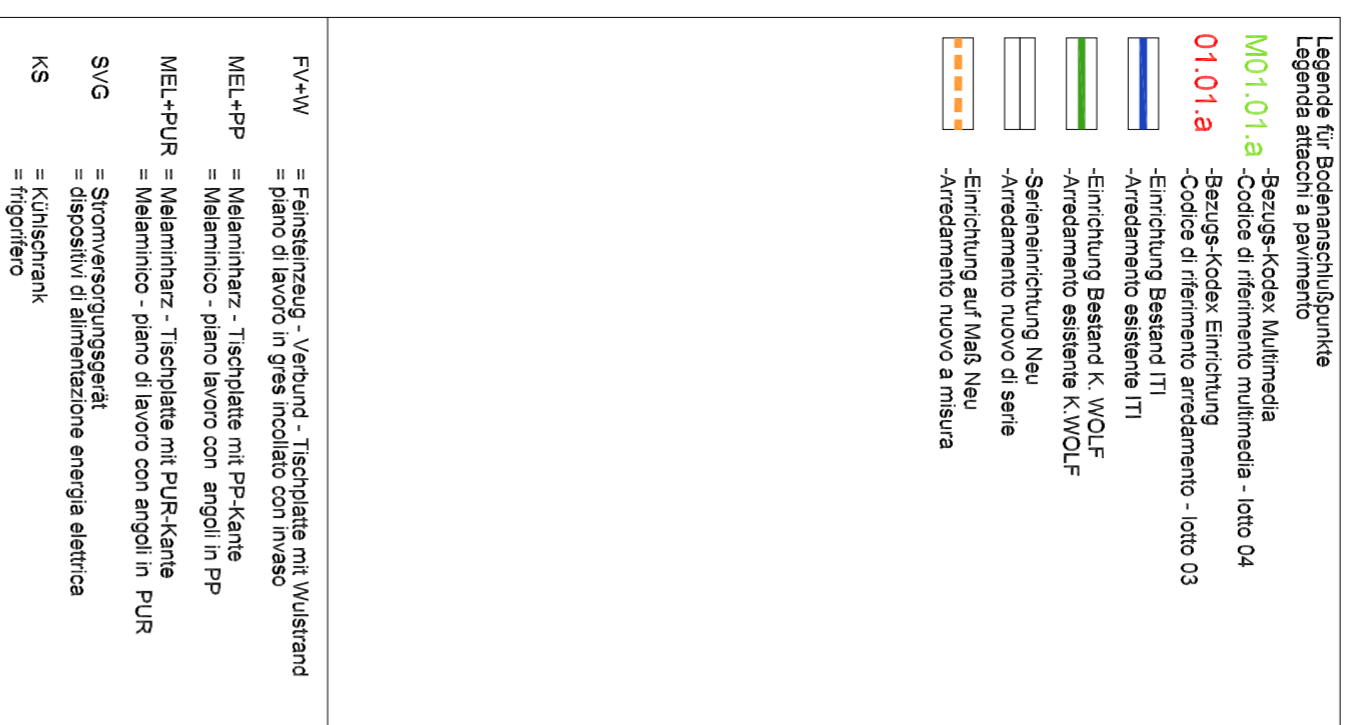 Legende für Bodenanschlußpunkte
Legenda attacchi a pavimento
M01.01.a
-Bezugs-Kodex Multimedia
-Codice di riferimento multimedia - lotto 04
01.01.a
-Bezugs-Kodex Einrichtung
-Codice di riferimento arredamento - lotto 03
-Einrichtung Bestand ITI
-Arredamento esistente ITI
-Einrichtung Bestand K. WOLF
-Arredamento esistente K.WOLF
-Serieneinrichtung Neu
-Arredamento nuovo di serie
-Einrichtung auf Maß Neu
-Arredamento nuovo a misura
FV+W = Feinsteinzeug - Verbund - Tischplatte mit Wulstrand
= piano di lavoro in gres incollato con invaso
MEL+PP = Melaminharz - Tischplatte mit PP-Kante
= Melaminico - piano lavoro con angoli in PP
MEL+PUR = Melaminharz - Tischplatte mit PUR-Kante
= Melaminico - piano di lavoro con angoli in PUR
SVG = Stromversorgungsgerät
= dispositivi di alimentazione energia elettrica
KS = Kühlschrank
= frigorifero